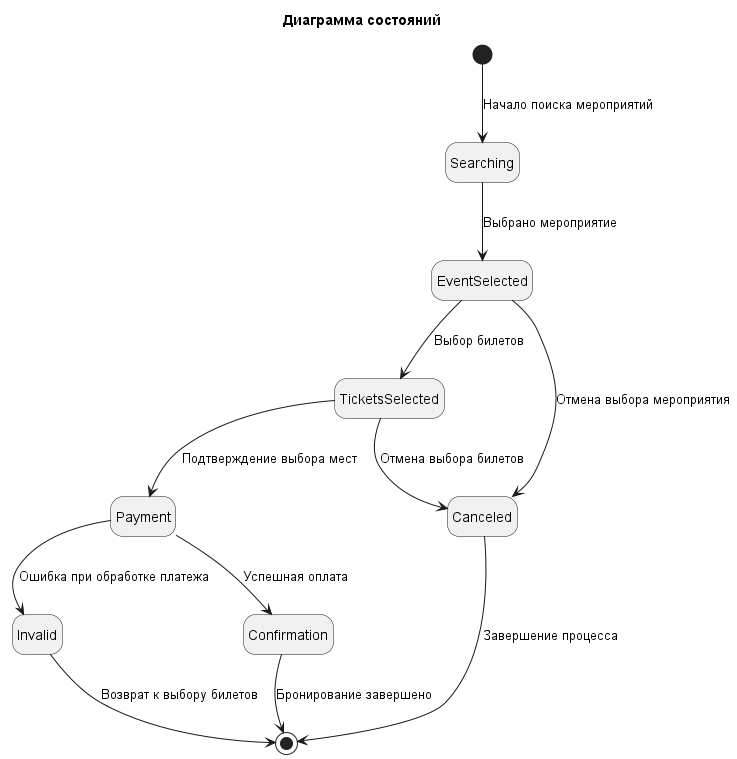 Диаграмма состояний
Начало поиска мероприятий
Searching
Выбрано мероприятие
EventSelected
Выбор билетов
TicketsSelected
Отмена выбора мероприятия
Подтверждение выбора мест
Отмена выбора билетов
Payment
Canceled
Ошибка при обработке платежа
Успешная оплата
Invalid
Confirmation
Завершение процесса
Возврат к выбору билетов
Бронирование завершено